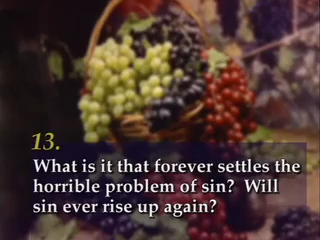 13.
What is it that forever settles the
horrible problem of sin? Will
sin ever rise up again?